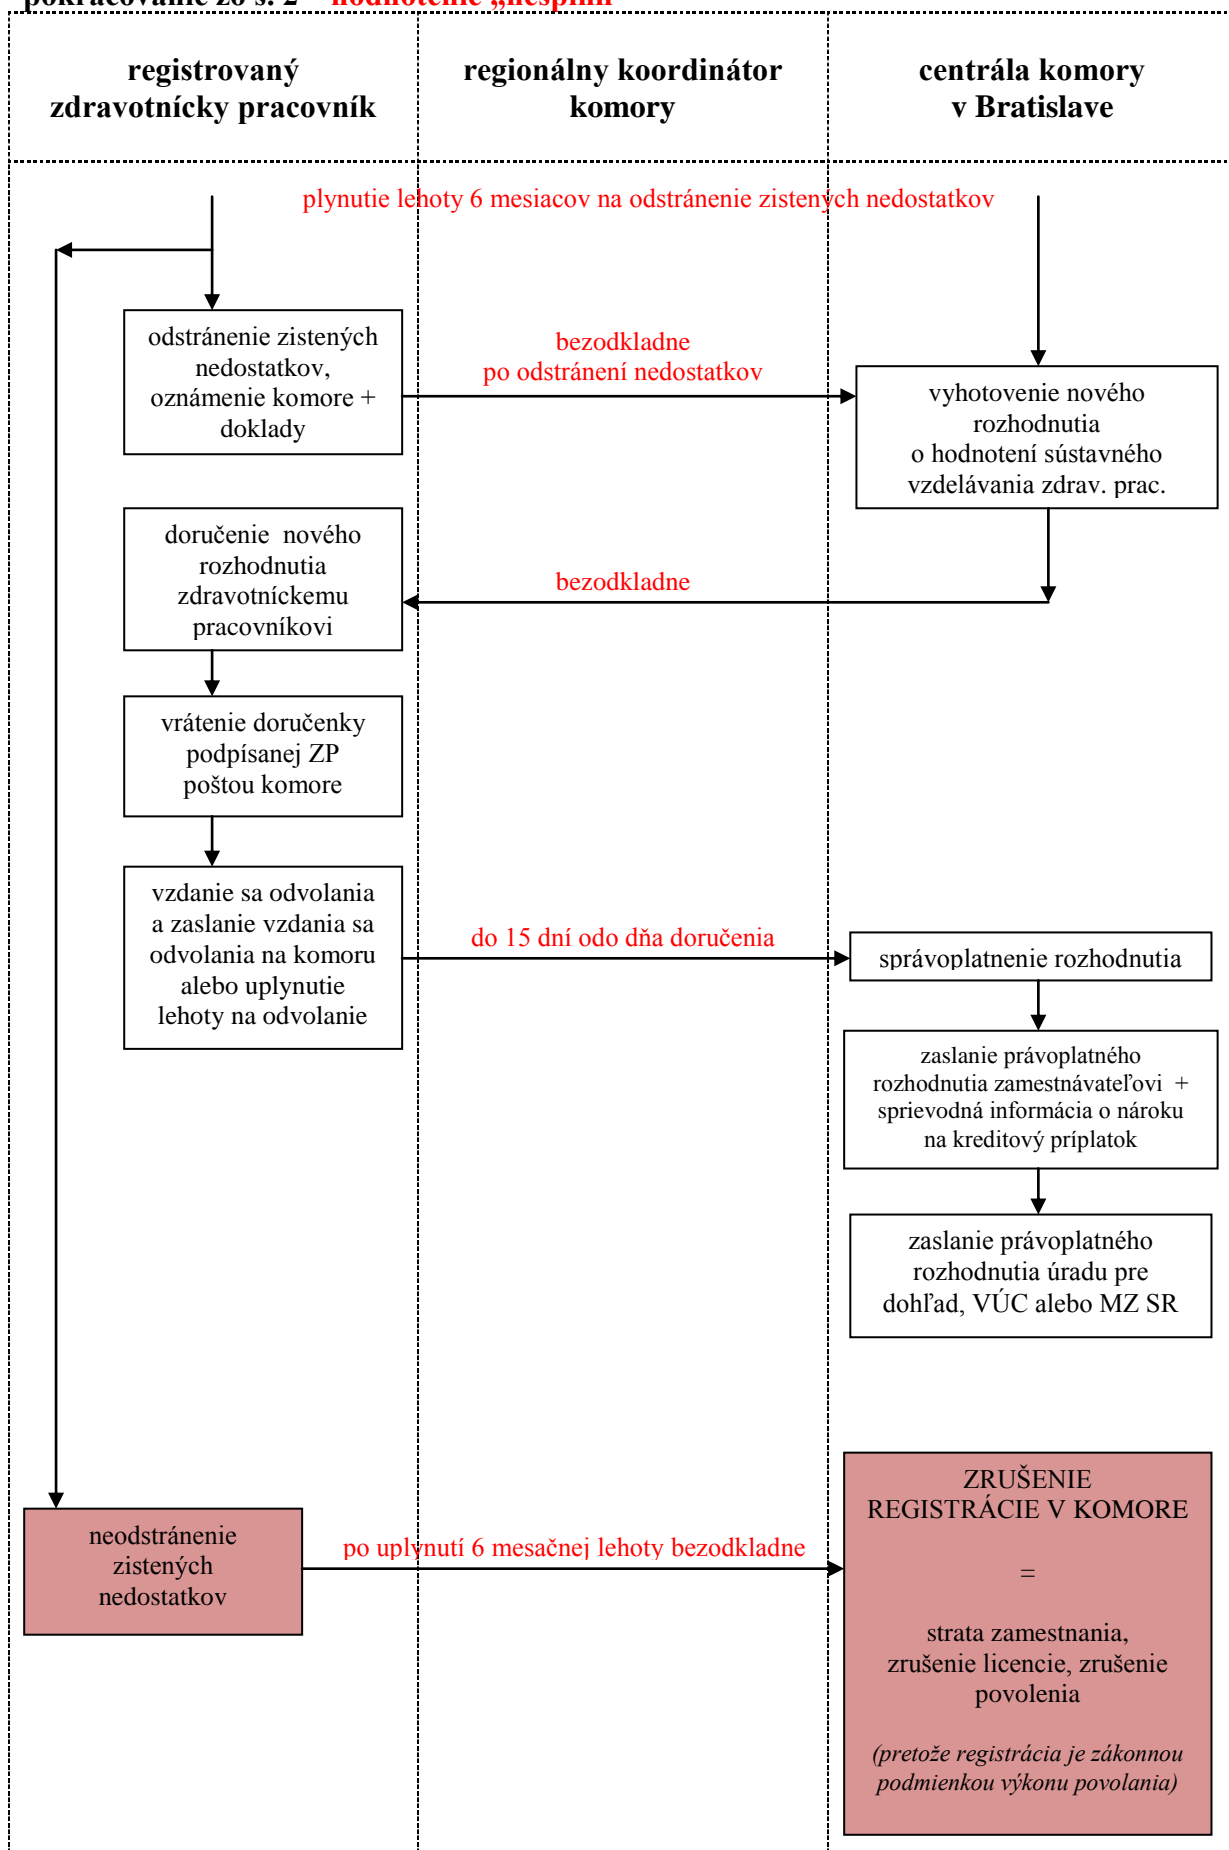 pokračovanie zo s. 2 – hodnotenie „nesplnil“
registrovaný
zdravotnícky pracovník
regionálny koordinátor
komory
centrála komory
v Bratislave
plynutie lehoty 6 mesiacov na odstránenie zistených nedostatkov
odstránenie zistených
nedostatkov,
oznámenie komore +
doklady
bezodkladne
po odstránení nedostatkov
vyhotovenie nového
rozhodnutia
o hodnotení sústavného
vzdelávania zdrav. prac.
doručenie nového
rozhodnutia
zdravotníckemu
pracovníkovi
bezodkladne
vrátenie doručenky
podpísanej ZP
poštou komore
vzdanie sa odvolania
a zaslanie vzdania sa
odvolania na komoru
alebo uplynutie
lehoty na odvolanie
do 15 dní odo dňa doručenia
správoplatnenie rozhodnutia
zaslanie právoplatného
rozhodnutia zamestnávateľovi +
sprievodná informácia o nároku
na kreditový príplatok
zaslanie právoplatného
rozhodnutia úradu pre
dohľad, VÚC alebo MZ SR
neodstránenie
zistených
nedostatkov
po uplynutí 6 mesačnej lehoty bezodkladne
ZRUŠENIE
REGISTRÁCIE V KOMORE
=
strata zamestnania,
zrušenie licencie, zrušenie
povolenia
(pretože registrácia je zákonnou
podmienkou výkonu povolania)